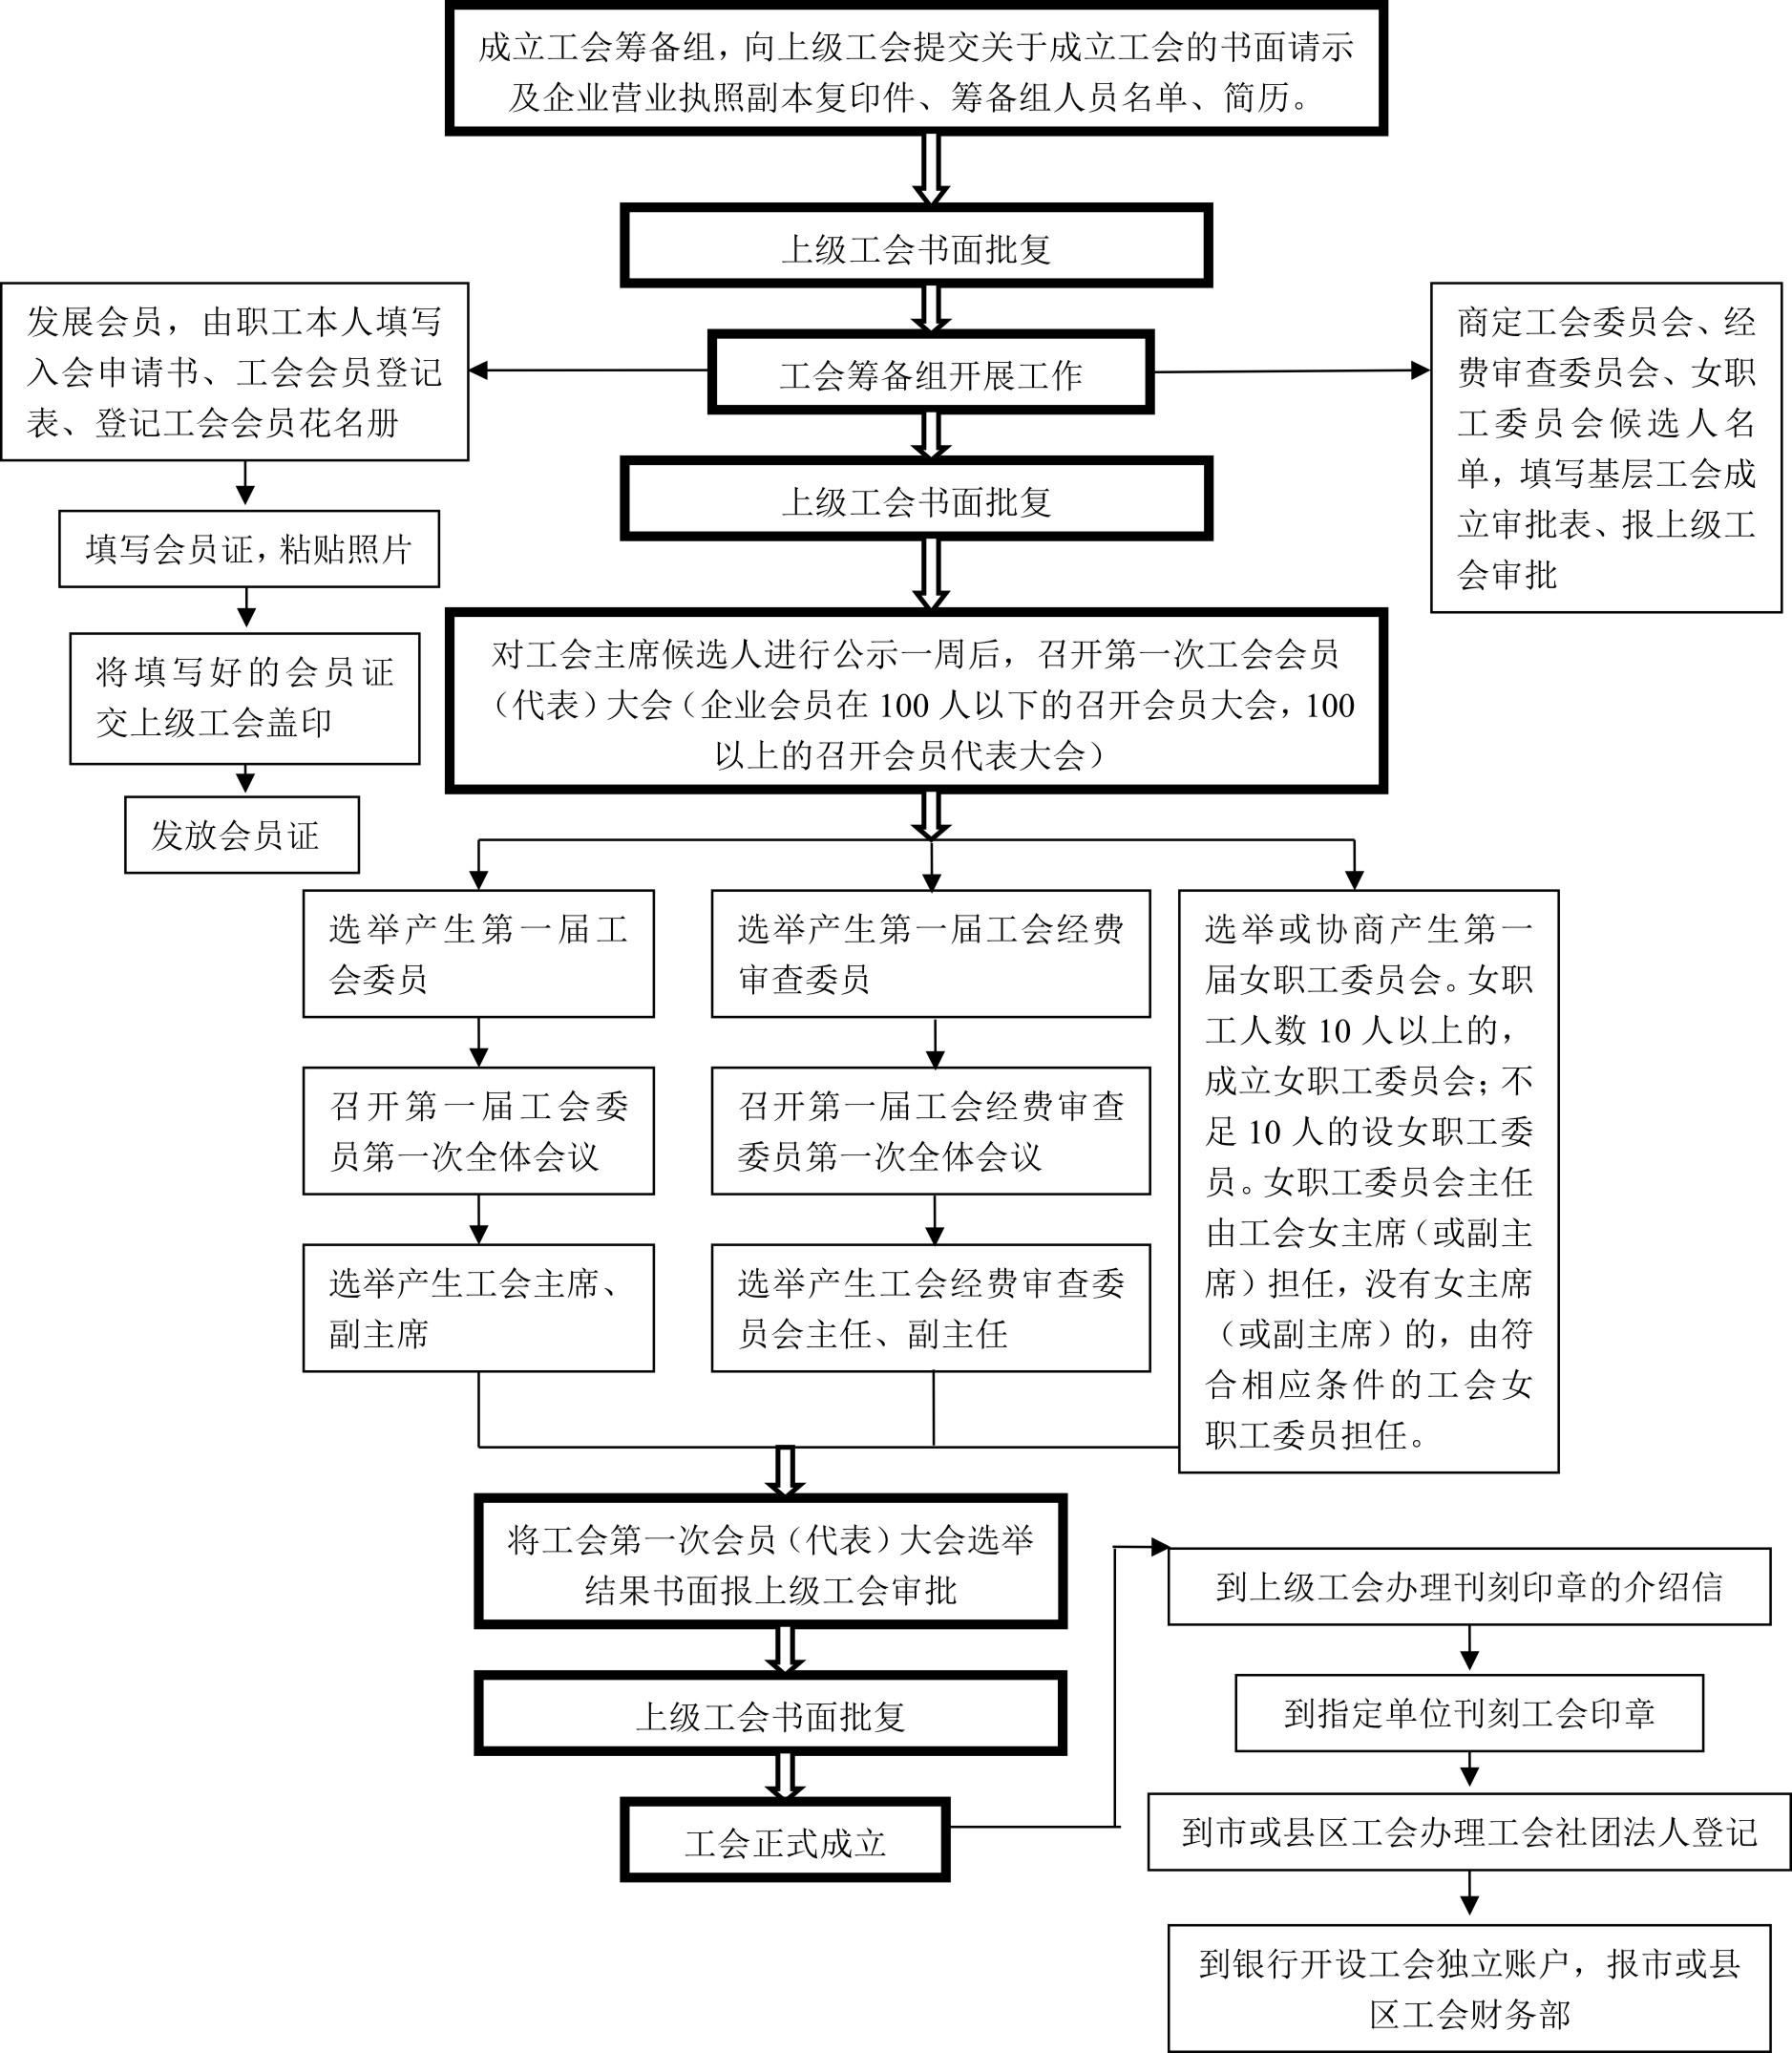 成立工会筹备组，向上级工会提交关于成立工会的书面请示
及企业营业执照副本复印件、筹备组人员名单、简历。
上级工会书面批复
发展会员，由职工本人填写
入会申请书、工会会员登记
表、登记工会会员花名册
工会筹备组开展工作
商定工会委员会、经
费审查委员会、女职
工委员会候选人名
单，填写基层工会成
立审批表、报上级工
会审批
上级工会书面批复
填写会员证，粘贴照片
将填写好的会员证
交上级工会盖印
发放会员证
对工会主席候选人进行公示一周后，召开第一次工会会员
（代表）大会（企业会员在 100 人以下的召开会员大会，100
以上的召开会员代表大会）
选举产生第一届工
会委员
召开第一届工会委
员第一次全体会议
选举产生工会主席、
副主席
选举产生第一届工会经费
审查委员
召开第一届工会经费审查
委员第一次全体会议
选举产生工会经费审查委
员会主任、副主任
选举或协商产生第一
届女职工委员会。女职
工人数 10 人以上的，
成立女职工委员会；不
足 10 人的设女职工委
员。女职工委员会主任
由工会女主席（或副主
席）担任，没有女主席
（或副主席）的，由符
合相应条件的工会女
职工委员担任。
将工会第一次会员（代表）大会选举
结果书面报上级工会审批
上级工会书面批复
工会正式成立
到上级工会办理刊刻印章的介绍信
到指定单位刊刻工会印章
到市或县区工会办理工会社团法人登记
到银行开设工会独立账户，报市或县
区工会财务部